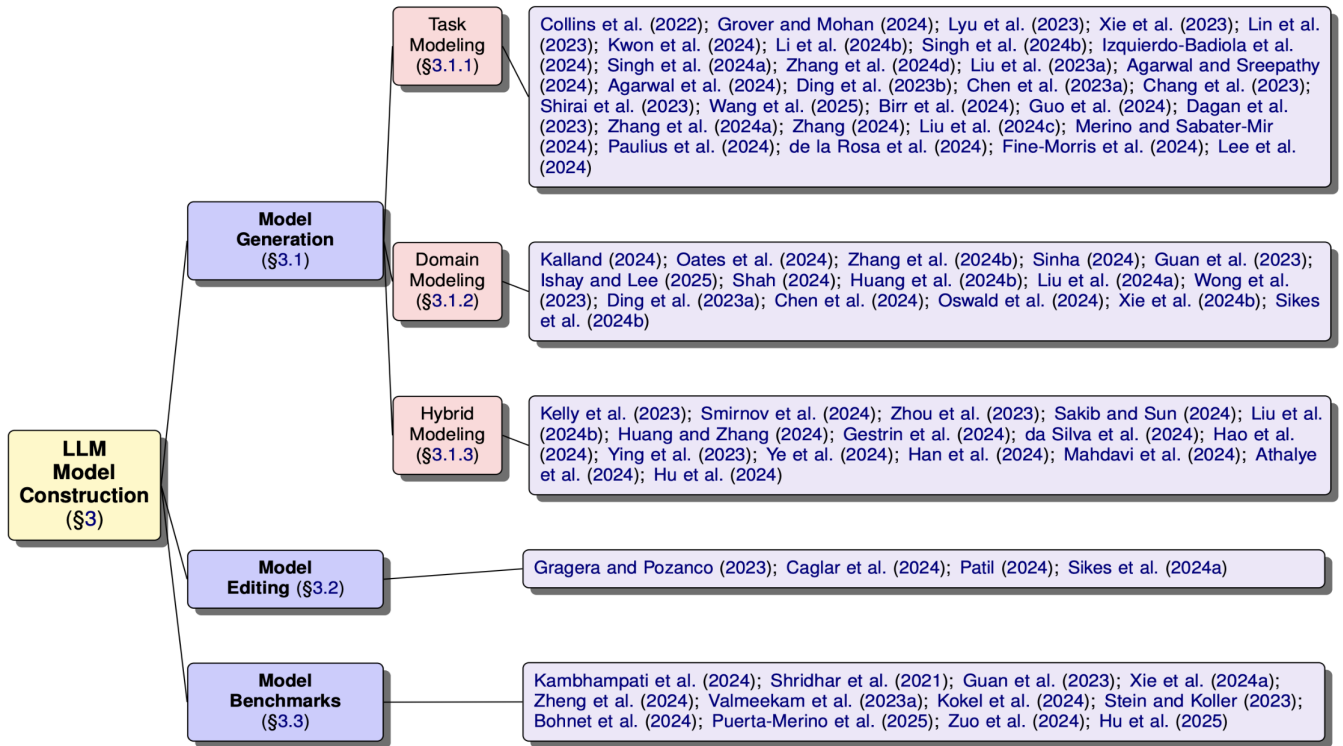 Task
Modeling
(§3.1.1)
Collins et al. (2022); Grover and Mohan (2024); Lyu et al. (2023); Xie et al. (2023); Lin et al.
(2023); Kwon et al. (2024); Li et al. (2024b); Singh et al. (2024b); Izquierdo-Badiola et al.
(2024); Singh et al. (2024a); Zhang et al. (2024d); Liu et al. (2023a); Agarwal and Sreepathy
(2024); Agarwal et al. (2024); Ding et al. (2023b); Chen et al. (2023a); Chang et al. (2023);
Shirai et al. (2023); Wang et al. (2025); Birr et al. (2024); Guo et al. (2024); Dagan et al.
(2023); Zhang et al. (2024a); Zhang (2024); Liu et al. (2024c); Merino and Sabater-Mir
(2024); Paulius et al. (2024); de la Rosa et al. (2024); Fine-Morris et al. (2024); Lee et al.
(2024)
Model
Generation
(§3.1)
Domain
Modeling
(§3.1.2)
Kalland (2024); Oates et al. (2024); Zhang et al. (2024b); Sinha (2024); Guan et al. (2023);
Ishay and Lee (2025); Shah (2024); Huang et al. (2024b); Liu et al. (2024a); Wong et al.
(2023); Ding et al. (2023a); Chen et al. (2024); Oswald et al. (2024); Xie et al. (2024b); Sikes
et al. (2024b)
Hybrid
Modeling
(§3.1.3)
Kelly et al. (2023); Smirnov et al. (2024); Zhou et al. (2023); Sakib and Sun (2024); Liu et al.
(2024b); Huang and Zhang (2024); Gestrin et al. (2024); da Silva et al. (2024); Hao et al.
(2024); Ying et al. (2023); Ye et al. (2024); Han et al. (2024); Mahdavi et al. (2024); Athalye
et al. (2024); Hu et al. (2024)
LLM
Model
Construction
(§3)
Model
Editing (§3.2)
Gragera and Pozanco (2023); Caglar et al. (2024); Patil (2024); Sikes et al. (2024a)
Model
Benchmarks
(§3.3)
Kambhampati et al. (2024); Shridhar et al. (2021); Guan et al. (2023); Xie et al. (2024a);
Zheng et al. (2024); Valmeekam et al. (2023a); Kokel et al. (2024); Stein and Koller (2023);
Bohnet et al. (2024); Puerta-Merino et al. (2025); Zuo et al. (2024); Hu et al. (2025)